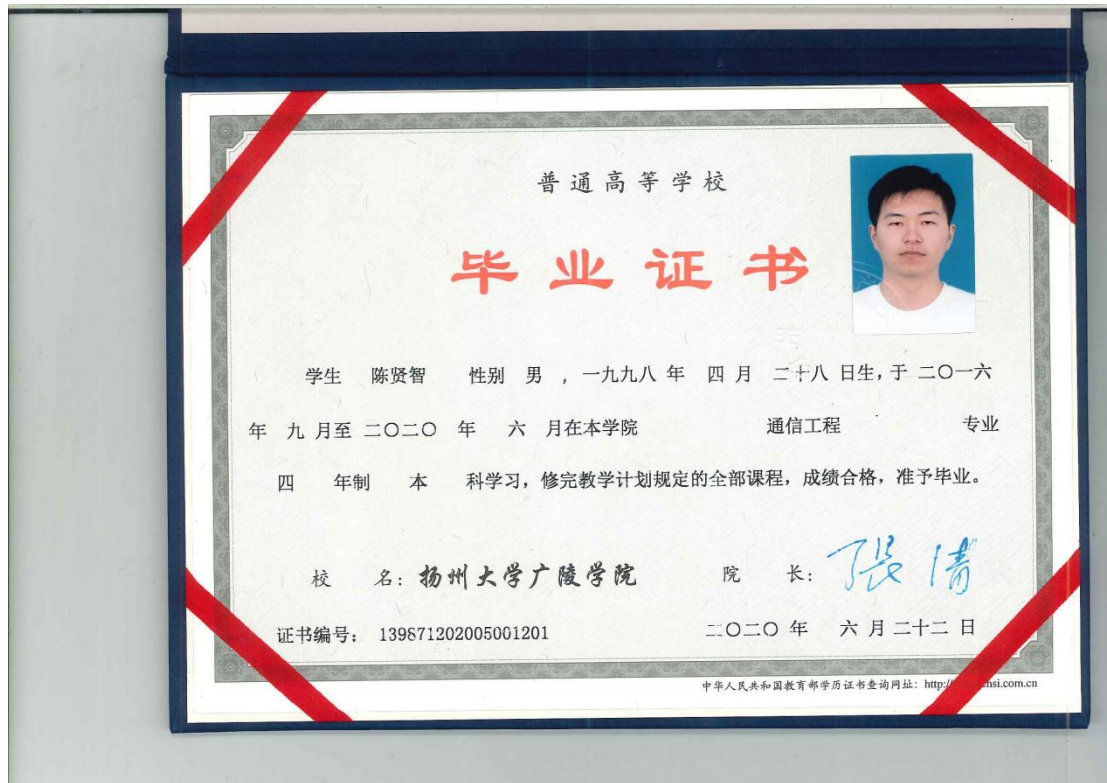 普通高等学校
毕业证书
学生 陈贤智 性别 男 ，一九九八 年 四 月 二十八 日生，于 二〇一六
年 九 月至 二〇二〇 年 六 月在本学院 通信工程 专业
四 年制 本 科学习，修完教学计划规定的全部课程，成绩合格，准予毕业。
校 名：扬州大学广陵学院 院 长：張清
证书编号： 139871202005001201 二〇二〇 年 六 月 二十二 日
中华人民共和国教育部学历证书查询网址：http:// hsi.com.cn